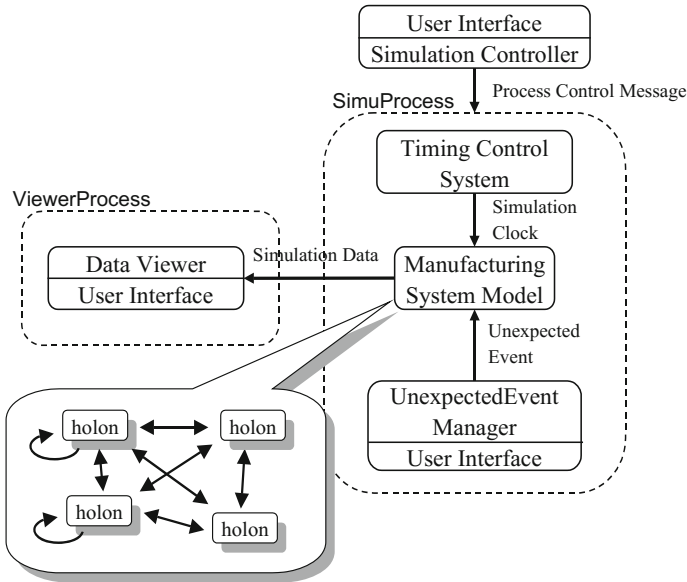 User Interface
Simulation Controller
Process Control Message
SimuProcess
Timing Control
System
Simulation
Clock
ViewerProcess
Simulation Data
Data Viewer
User Interface
Manufacturing
System Model
Unexpected
Event
UnexpectedEvent
Manager
User Interface
holon
holon
holon
holon